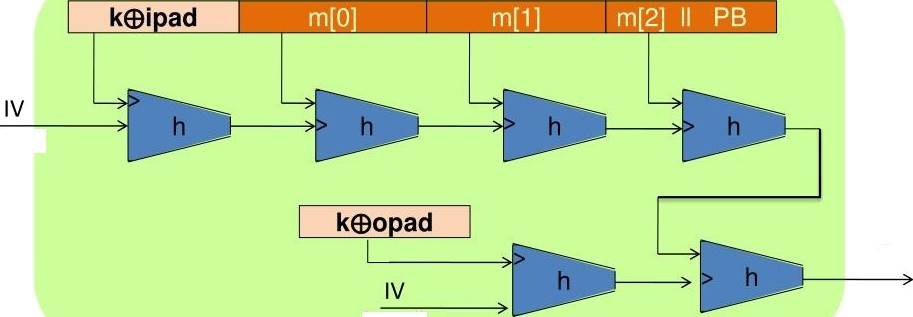 k⊕ipad m[0] m[1] m[2] ll PB
IV
h h h h
k⊕opad
h h
IV